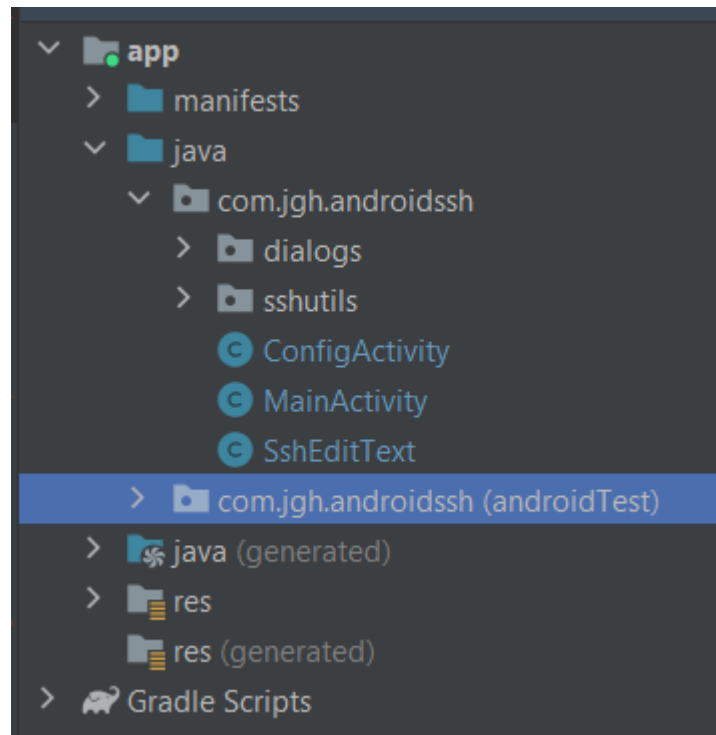 app
manifests
java
com.jgh.androidssh
dialogs
sshutils
C ConfigActivity
C MainActivity
C SshEditText
com.jgh.androidssh (androidTest)
java (generated)
res
res (generated)
Gradle Scripts